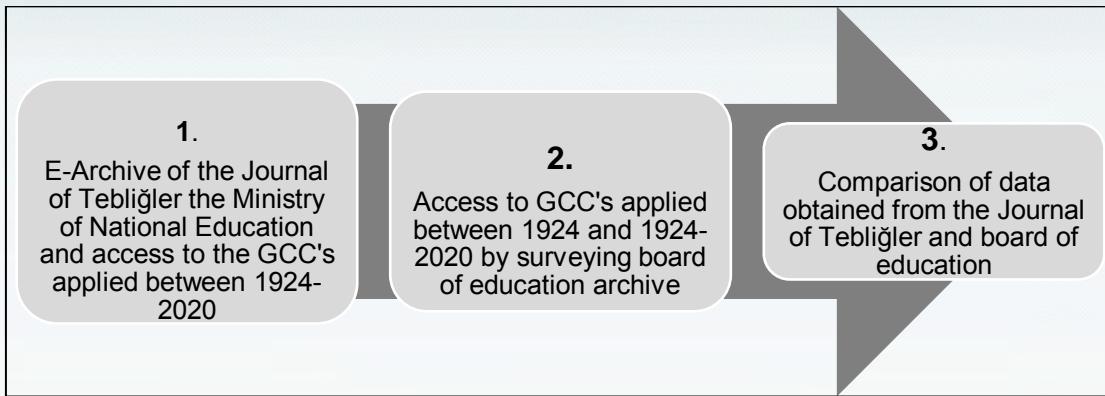 1.
E-Archive of the Journal
of Tebliğler the Ministry
of National Education
and access to the GCC's
applied between 1924-
2020
2.
Access to GCC's applied
between 1924 and 1924-
2020 by surveying board
of education archive
3.
Comparison of data
obtained from the Journal
of Tebliğler and board of
education